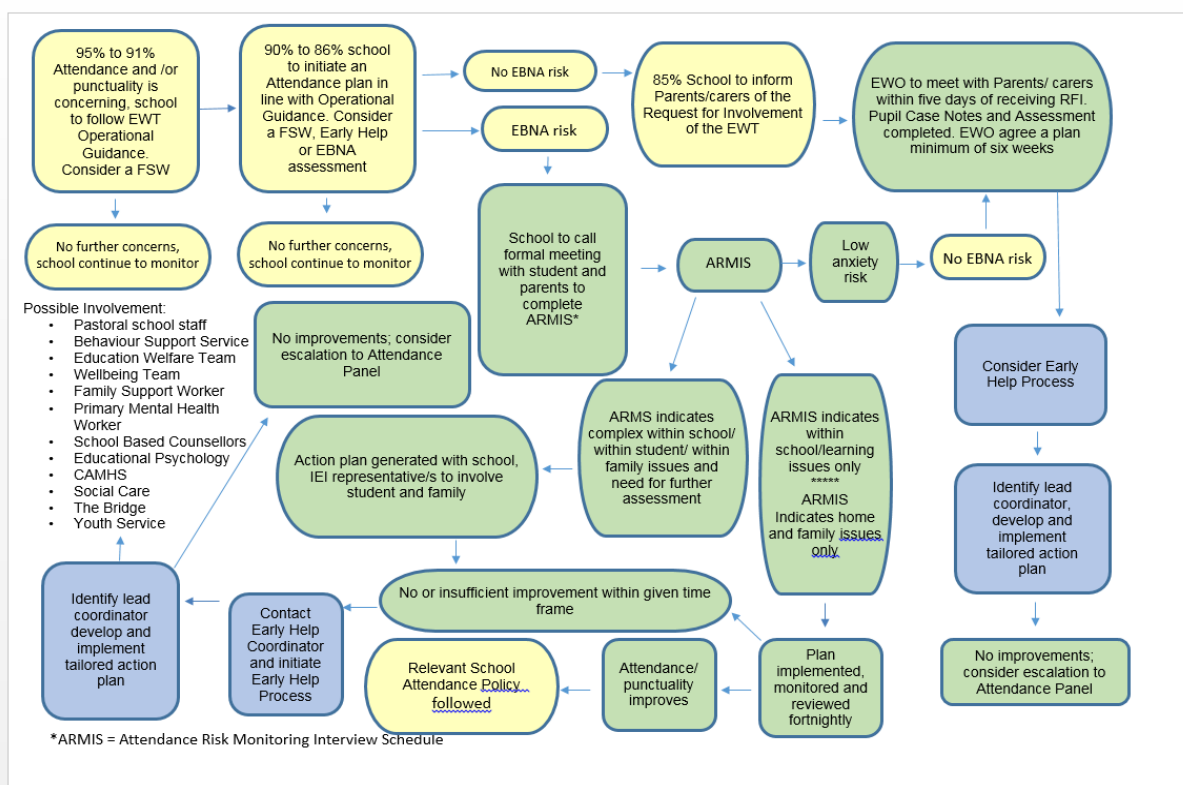 95% to 91%
Attendance and /or
punctuality is
concerning, school
to follow EWT
Operational
Guidance.
Consider a FSW
90% to 86% school
to initiate an
Attendance plan in
line with Operational
Guidance. Consider
a FSW, Early Help
or EBNA
assessment
No EBNA risk
EBNA risk
85% School to inform
Parents/carers of the
Request for Involvement
of the EWT
EWO to meet with Parents/ carers
within five days of receiving RFI.
Pupil Case Notes and Assessment
completed. EWO agree a plan
minimum of six weeks
No further concerns,
school continue to monitor
No further concerns,
school continue to monitor
School to call
formal meeting
with student and
parents to
complete
ARMIS*
ARMIS
Low
anxiety
risk
No EBNA risk
Possible Involvement:
• Pastoral school staff
• Behaviour Support Service
• Education Welfare Team
• Wellbeing Team
• Family Support Worker
• Primary Mental Health
Worker
• School Based Counsellors
• Educational Psychology
• CAMHS
• Social Care
• The Bridge
• Youth Service
No improvements; consider
escalation to Attendance
Panel
Consider Early
Help Process
ARMS indicates
complex within school/
within student/ within
family issues and
need for further
assessment
ARMIS indicates
within
school/learning
issues only
*****
ARMIS
Indicates home
and family issues
only
Action plan generated with school,
IEI representative/s to involve
student and family
Identify lead
coordinator,
develop and
implement
tailored action
plan
No or insufficient improvement within given time
frame
Identify lead
coordinator
develop and
implement
tailored action
plan
Contact
Early Help
Coordinator
and initiate
Early Help
Process
Relevant School
Attendance Policy
followed
Attendance/
punctuality
improves
Plan
implemented,
monitored and
reviewed
fortnightly
No improvements;
consider escalation to
Attendance Panel
*ARMIS = Attendance Risk Monitoring Interview Schedule